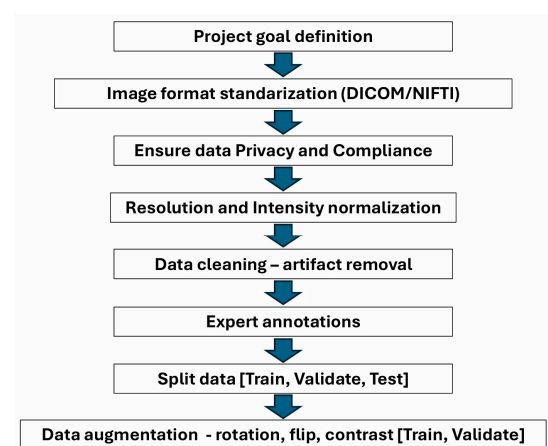 Project goal definition
Image format standarization (DICOM/NIFTI)
Ensure data Privacy and Compliance
Resolution and Intensity normalization
Data cleaning – artifact removal
Expert annotations
Split data [Train, Validate, Test]
Data augmentation - rotation, flip, contrast [Train, Validate]